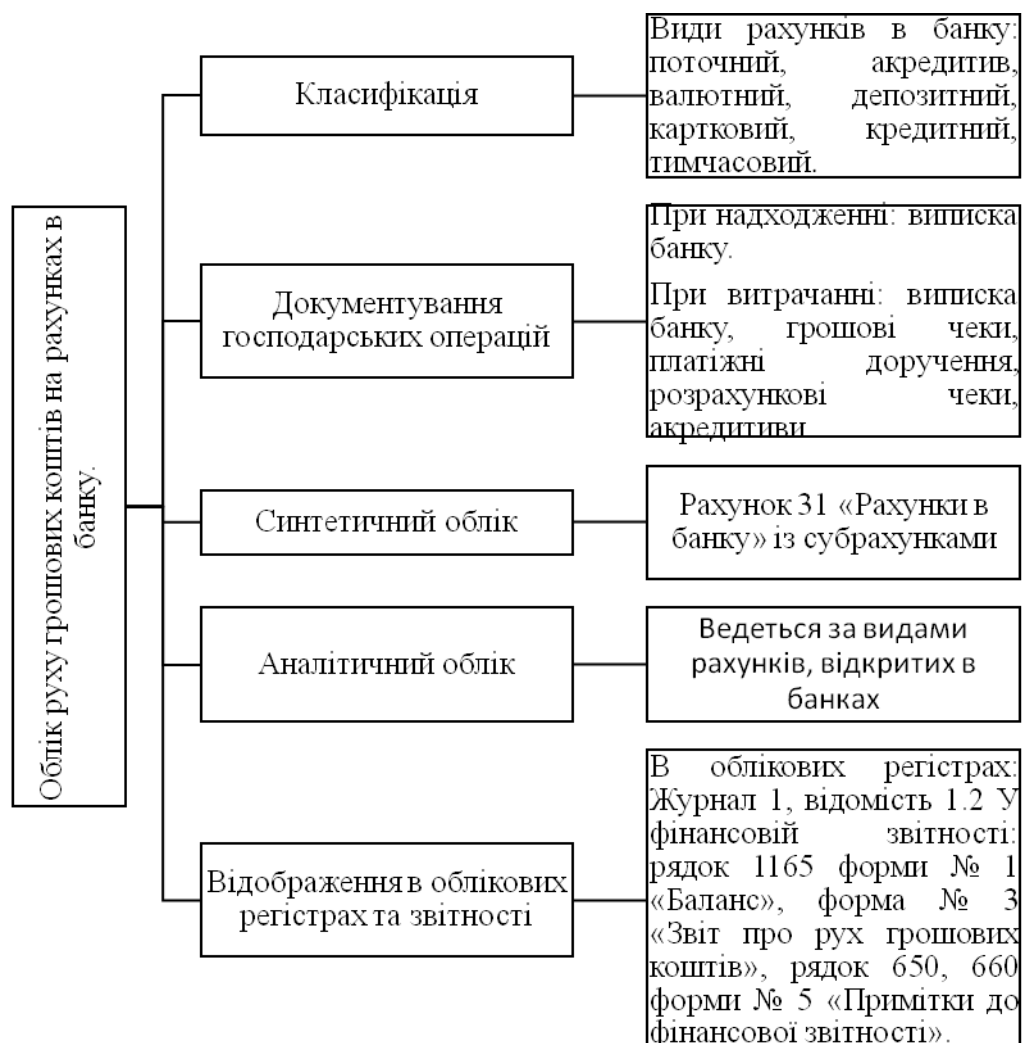 Облік руху грошових коштів на рахунках в
банку.
Класифікація
Види рахунків в банку:
поточний, акредитив,
валютний, депозитний,
картковий, кредитний,
тимчасовий.
Документування
господарських операцій
При надходженні: виписка
банку.
При витрачанні: виписка
банку, грошові чеки,
платіжні доручення,
розрахункові чеки,
акредитиви
Синтетичний облік
Рахунок 31 «Рахунки в
банку» із субрахунками
Аналітичний облік
Ведеться за видами
рахунків, відкритих в
банках
Відображення в облікових
регістрах та звітності
В облікових регістрах:
Журнал 1, відомість 1.2 У
фінансовій звітності:
рядок 1165 форми № 1
«Баланс», форма № 3
«Звіт про рух грошових
коштів», рядок 650, 660
форми № 5 «Примітки до
фінансової звітності».